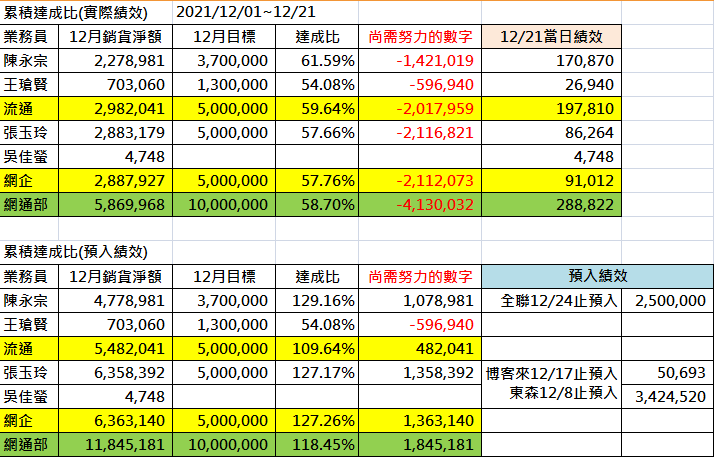 累積達成比(實際績效) 2021/12/01~12/21
業務員 12月銷貨淨額 12月目標 達成比 尚需努力的數字 12/21當日績效
陳永宗 2,278,981 3,700,000 61.59% -1,421,019 170,870
王瑲賢 703,060 1,300,000 54.08% -596,940 26,940
流通 2,982,041 5,000,000 59.64% -2,017,959 197,810
張玉玲 2,883,179 5,000,000 57.66% -2,116,821 86,264
吳佳螢 4,748 4,748
網企 2,887,927 5,000,000 57.76% -2,112,073 91,012
網通部 5,869,968 10,000,000 58.70% -4,130,032 288,822
累積達成比(預入績效)
業務員 12月銷貨淨額 12月目標 達成比 尚需努力的數字 預入績效
陳永宗 4,778,981 3,700,000 129.16% 1,078,981 全聯12/24止預入 2,500,000
王瑲賢 703,060 1,300,000 54.08% -596,940
流通 5,482,041 5,000,000 109.64% 482,041
張玉玲 6,358,392 5,000,000 127.17% 1,358,392 博客來12/17止預入 50,693
吳佳螢 4,748 東森12/8止預入 3,424,520
網企 6,363,140 5,000,000 127.26% 1,363,140
網通部 11,845,181 10,000,000 118.45% 1,845,181